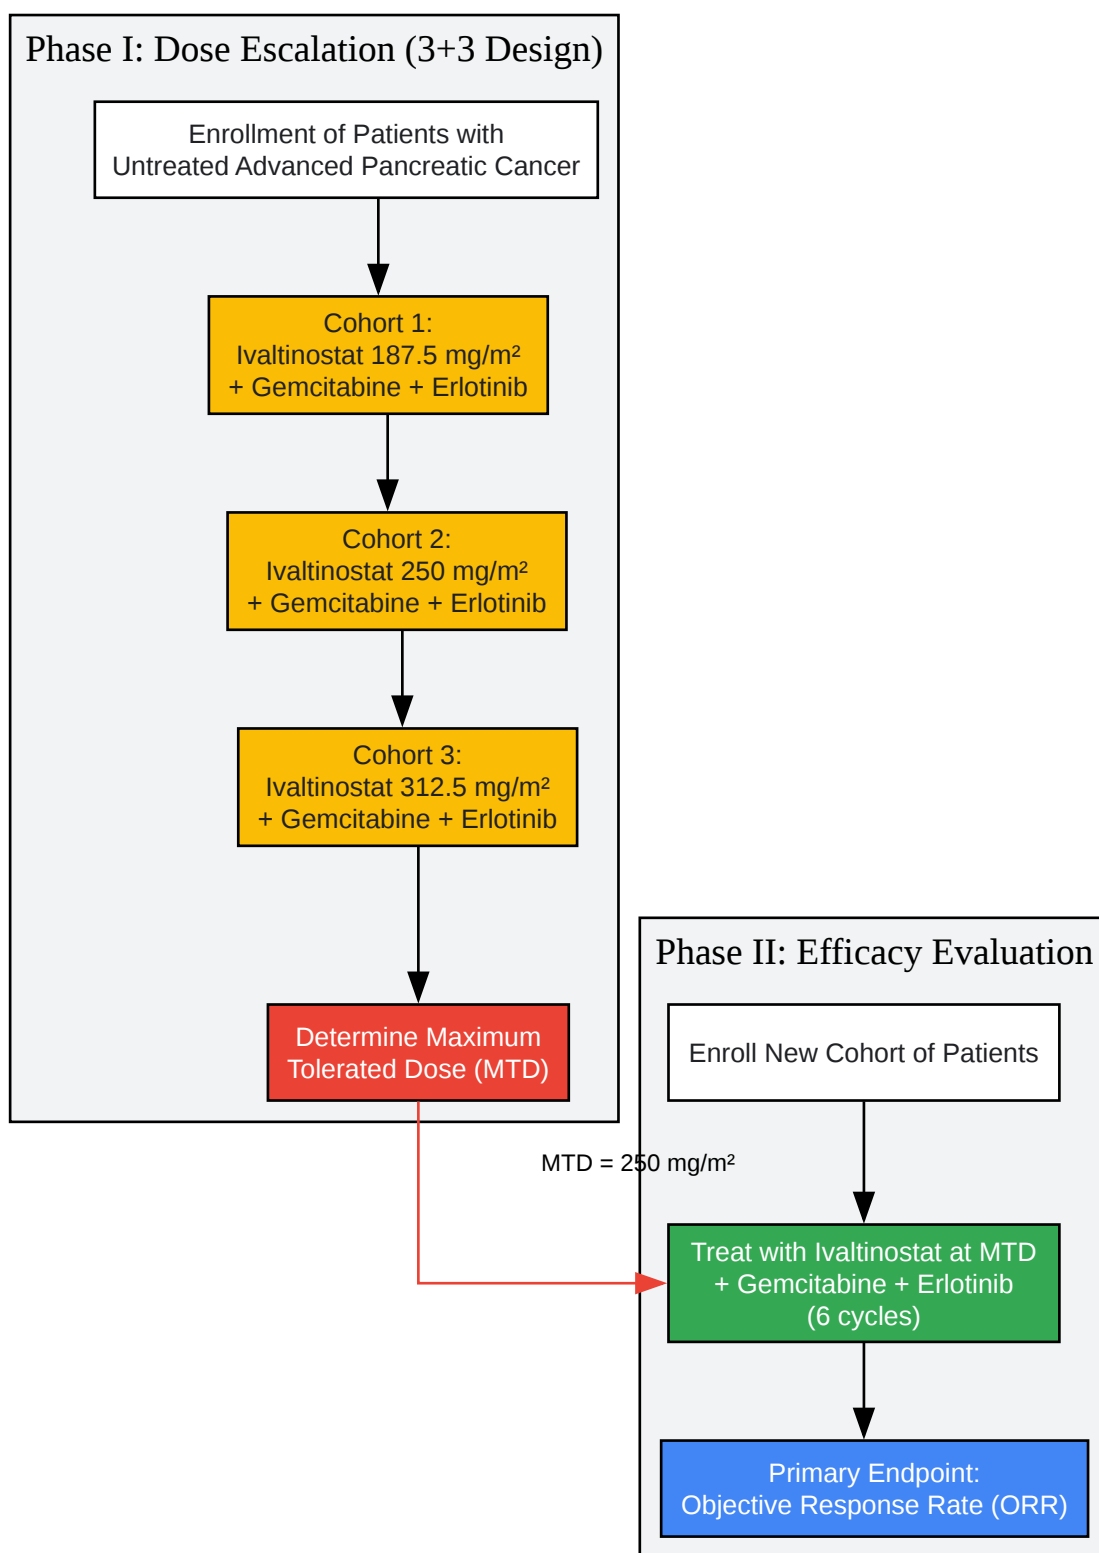 Phase I: Dose Escalation (3+3 Design)
Enrollment of Patients with
Untreated Advanced Pancreatic Cancer
Cohort 1:
Ivaltinostat 187.5 mg/m²
+ Gemcitabine + Erlotinib
Cohort 2:
Ivaltinostat 250 mg/m²
+ Gemcitabine + Erlotinib
Cohort 3:
Ivaltinostat 312.5 mg/m²
+ Gemcitabine + Erlotinib
Determine Maximum
Tolerated Dose (MTD)
MTD = 250 mg/m²
Phase II: Efficacy Evaluation
Enroll New Cohort of Patients
Treat with Ivaltinostat at MTD
+ Gemcitabine + Erlotinib
(6 cycles)
Primary Endpoint:
Objective Response Rate (ORR)